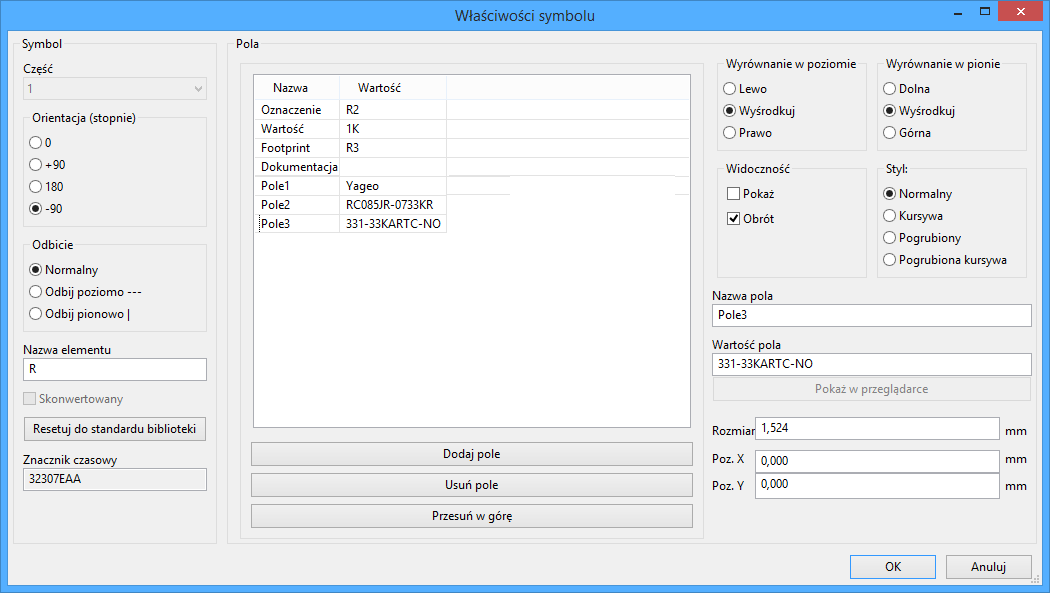 Właściwości symbolu
Symbol
Część
1
Orientacja (stopnie)
0
+90
180
-90
Odbicie
Normalny
Odbij poziomo ---
Odbij pionowo |
Nazwa elementu
R
Skonwertowany
Resetuj do standardu biblioteki
Znacznik czasowy
32307EAA
Pola
Nazwa Wartość
Oznaczenie R2
Wartość 1K
Footprint R3
Dokumentacja
Pole1 Yageo
Pole2 RC085JR-0733KR
Pole3 331-33KARTC-NO
Dodaj pole
Usuń pole
Przesuń w górę
Wyrównanie w poziomie
Lewo
Wyśrodkuj
Prawo
Wyrównanie w pionie
Dolna
Wyśrodkuj
Górna
Widoczność
Pokaż
Obrót
Styl:
Normalny
Kursywa
Pogrubiony
Pogrubiona kursywa
Nazwa pola
Pole3
Wartość pola
331-33KARTC-NO
Pokaż w przeglądarce
Rozmiar 1,524 mm
Poz. X 0,000 mm
Poz. Y 0,000 mm
OK Anuluj